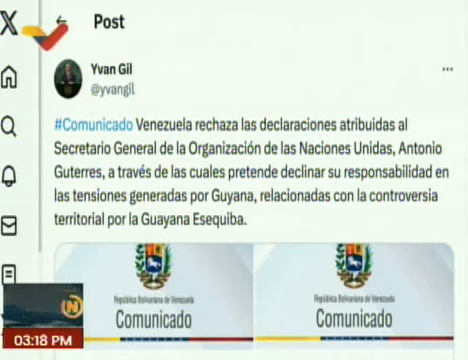 Post
Yvan Gil
@yvangil
#Comunicado Venezuela rechaza las declaraciones atribuidas al
Secretario General de la Organización de las Naciones Unidas, Antonio
Guterres, a través de las cuales pretende declinar su responsabilidad en
las tensiones generadas por Guyana, relacionadas con la controversia
territorial por la Guayana Esequiba.
República Bolivariana de Venezuela
Comunicado
República Bolivariana de Venezuela
Comunicado
N
03:18 PM